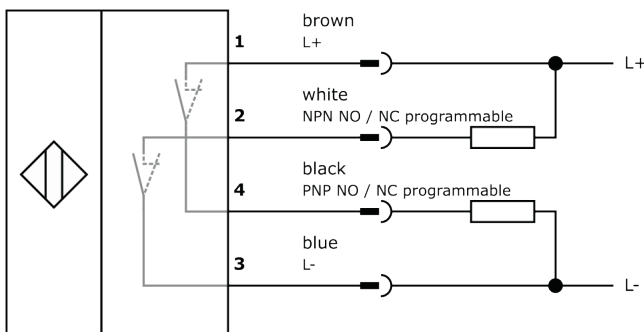 brown
1
L+
L+
white
2
NPN NO / NC programmable
black
4
PNP NO / NC programmable
blue
3
L-
L-